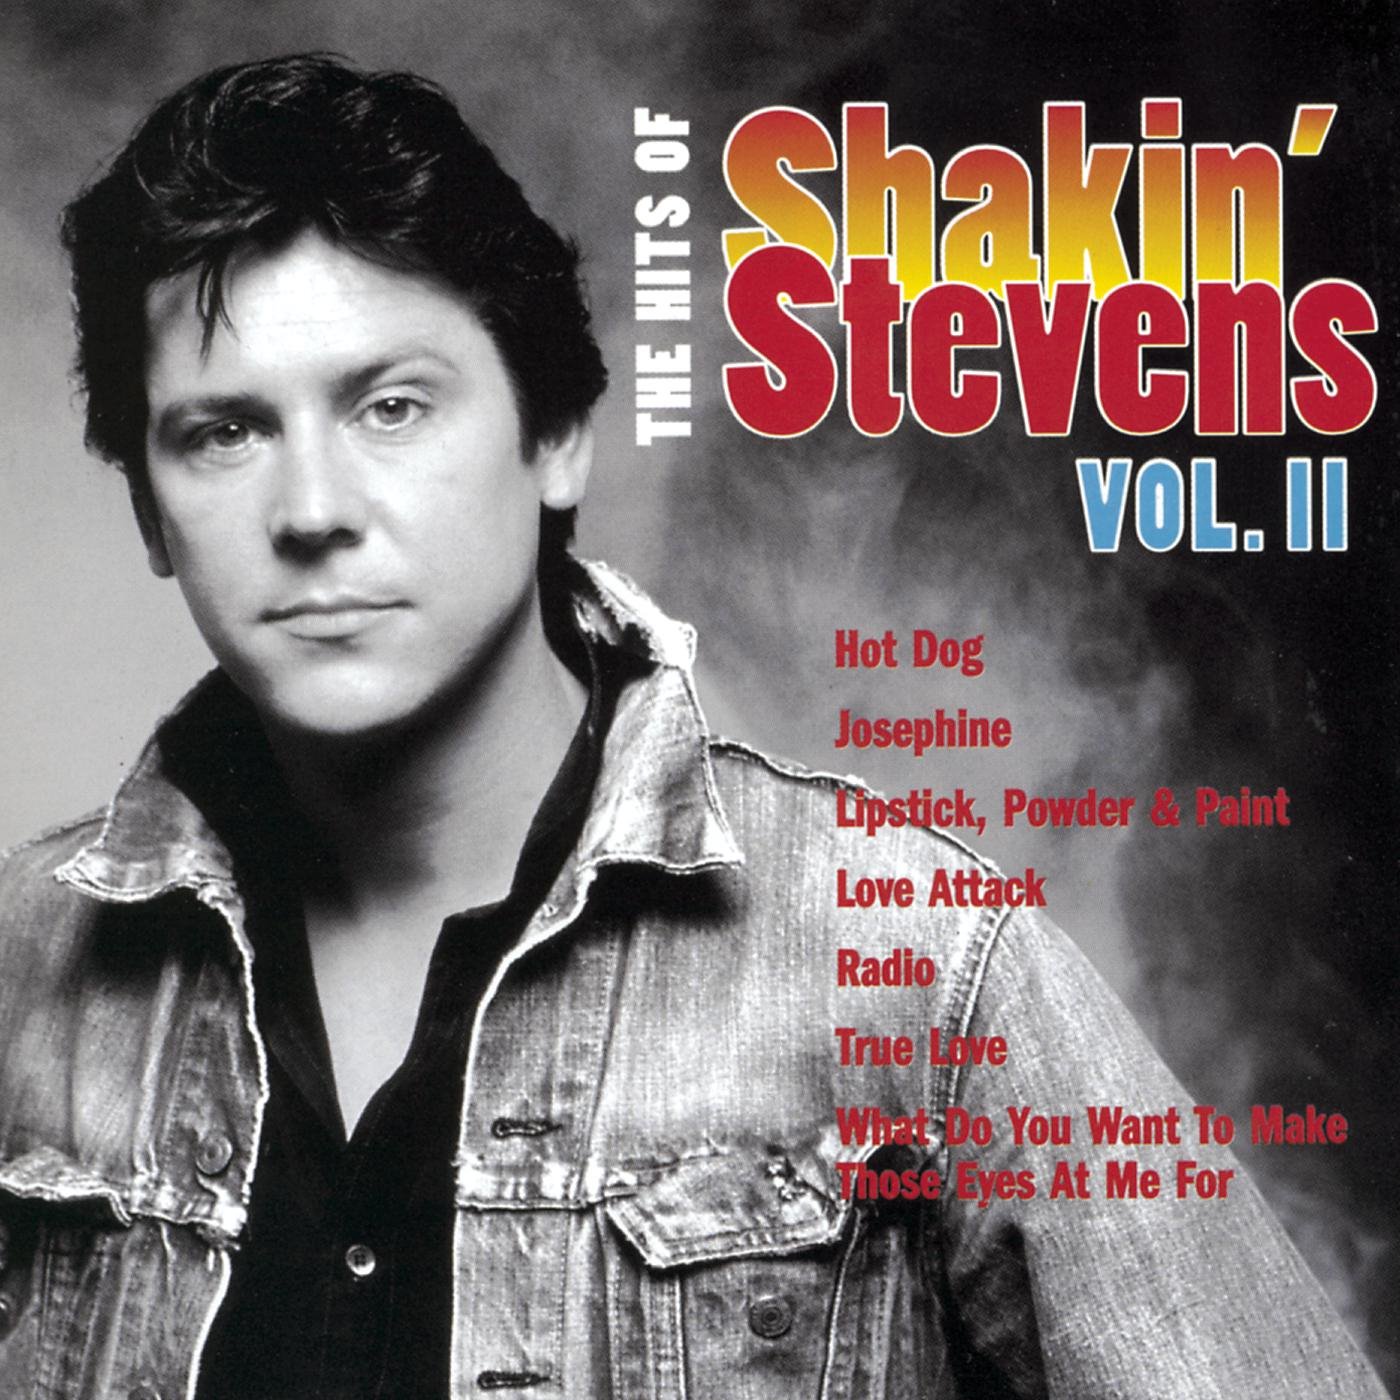 THE HITS OF
Shakin'
Stevens
VOL. II
Hot Dog
Josephine
Lipstick, Powder & Paint
Love Attack
Radio
True Love
What Do You Want To Make
Those Eyes At Me For